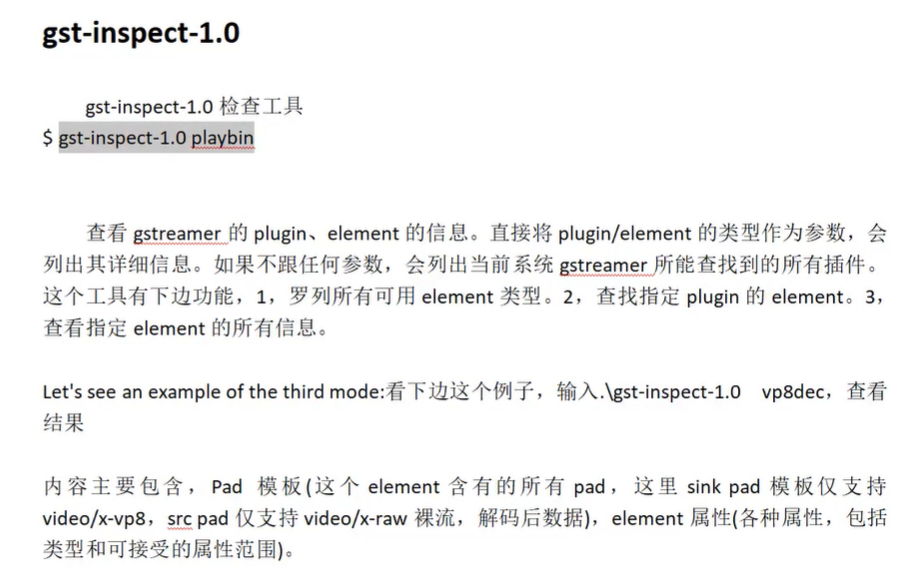 gst-inspect-1.0
gst-inspect-1.0 检查工具
$ gst-inspect-1.0 playbin
查看 gstreamer 的 plugin、element 的信息。直接将 plugin/element 的类型作为参数，会
列出其详细信息。如果不跟任何参数，会列出当前系统 gstreamer 所能查找到的所有插件。
这个工具有下边功能，1，罗列所有可用 element 类型。2，查找指定 plugin 的 element。3，
查看指定 element 的所有信息。
Let's see an example of the third mode:看下边这个例子，输入.\gst-inspect-1.0 vp8dec，查看
结果
内容主要包含，Pad 模板(这个 element 含有的所有 pad，这里 sink pad 模板仅支持
video/x-vp8，src pad 仅支持 video/x-raw 裸流，解码后数据)，element 属性(各种属性，包括
类型和可接受的属性范围)。